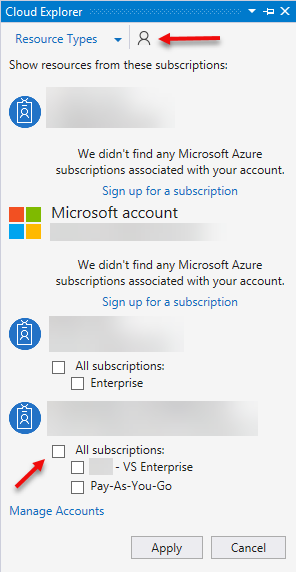 Cloud Explorer
Resource Types
Show resources from these subscriptions:
We didn't find any Microsoft Azure
subscriptions associated with your account.
Sign up for a subscription
Microsoft account
We didn't find any Microsoft Azure
subscriptions associated with your account.
Sign up for a subscription
All subscriptions:
Enterprise
All subscriptions:
- VS Enterprise
Pay-As-You-Go
Manage Accounts
Apply Cancel